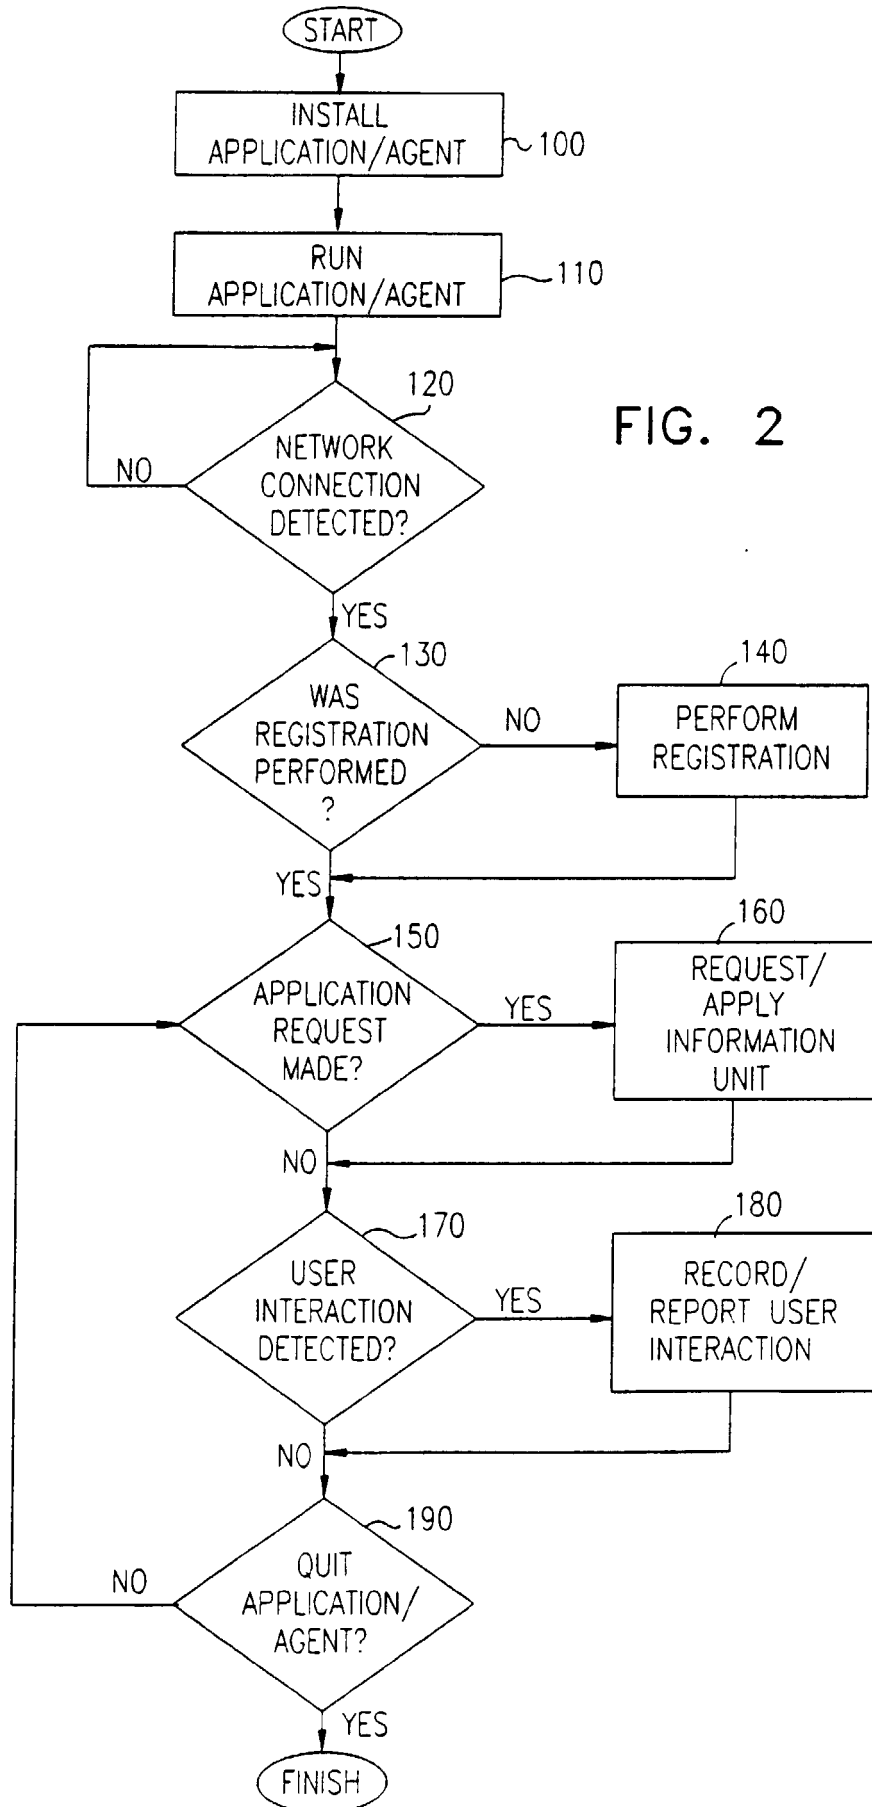 START
INSTALL
APPLICATION/AGENT
100
RUN
APPLICATION/AGENT
110
120
FIG. 2
NETWORK
CONNECTION
DETECTED?
NO
YES
130
WAS
REGISTRATION
PERFORMED
?
NO
140
PERFORM
REGISTRATION
YES
150
APPLICATION
REQUEST
MADE?
YES
160
REQUEST/
APPLY
INFORMATION
UNIT
NO
170
USER
INTERACTION
DETECTED?
YES
180
RECORD/
REPORT USER
INTERACTION
NO
190
QUIT
APPLICATION/
AGENT?
NO
YES
FINISH